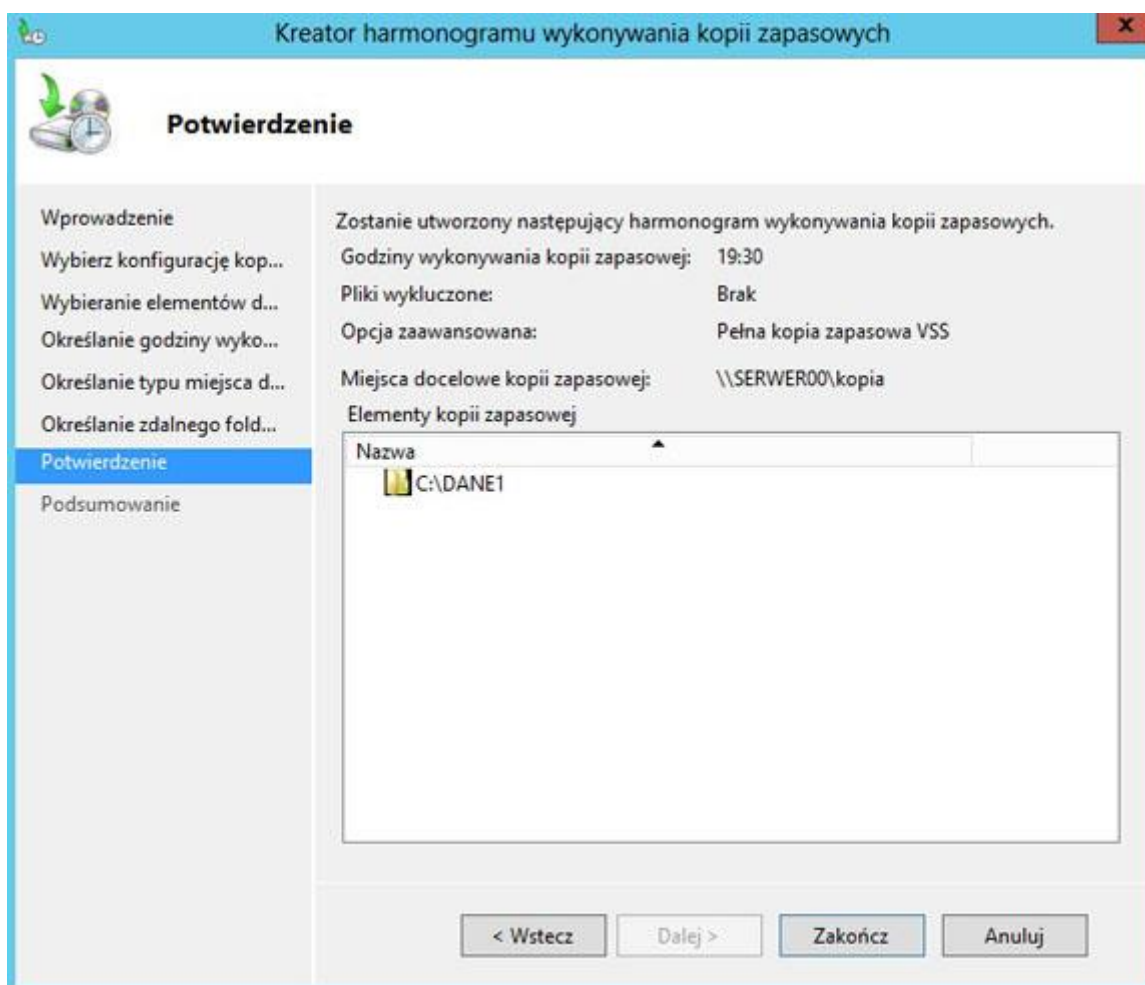 Kreator harmonogramu wykonywania kopii zapasowych
x
Potwierdzenie
Wprowadzenie
Wybierz konfigurację kop...
Wybieranie elementów d...
Określanie godziny wyko...
Określanie typu miejsca d...
Określanie zdalnego fold...
Potwierdzenie
Podsumowanie
Zostanie utworzony następujący harmonogram wykonywania kopii zapasowych.
Godziny wykonywania kopii zapasowej: 19:30
Pliki wykluczone: Brak
Opcja zaawansowana: Pełna kopia zapasowa VSS
Miejsca docelowe kopii zapasowej: \\SERWER00\kopia
Elementy kopii zapasowej
Nazwa
C:\DANE1
< Wstecz Dalej > Zakończ Anuluj